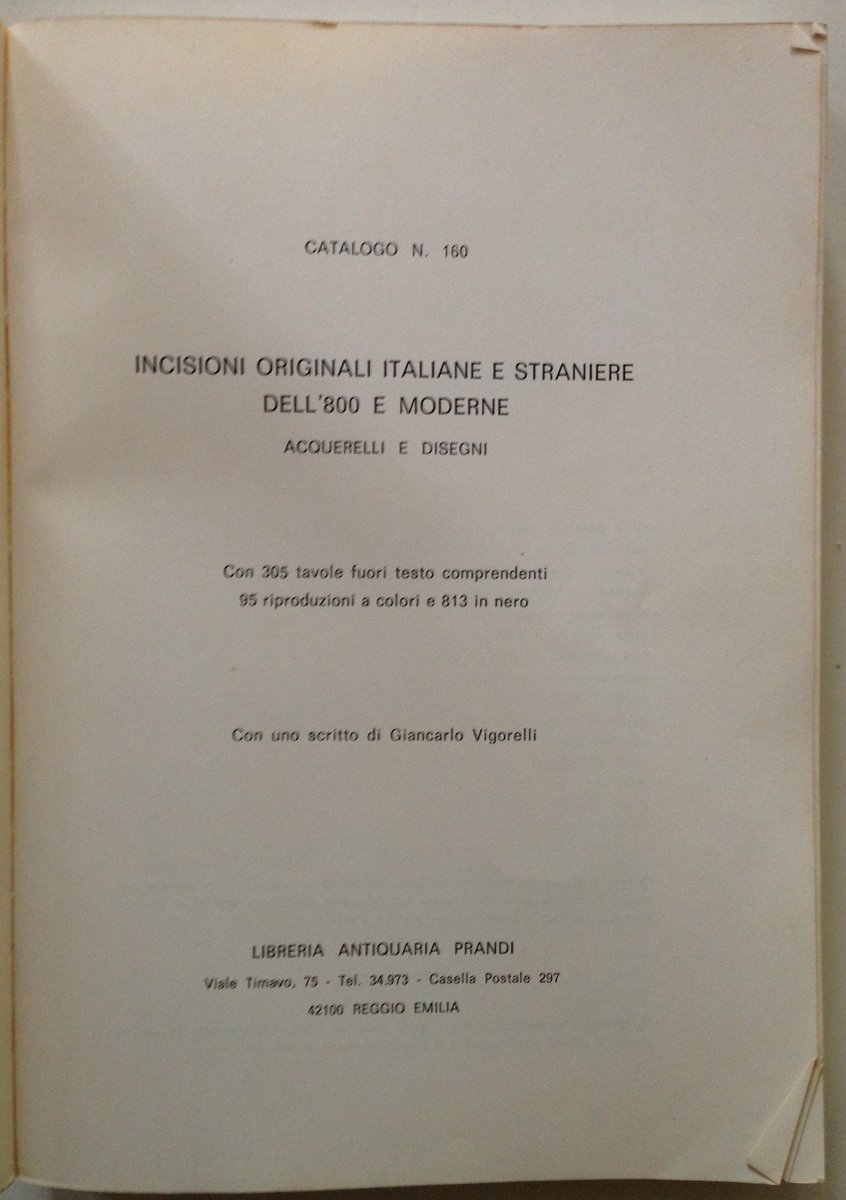 CATALOGO N. 160
INCISIONI ORIGINALI ITALIANE E STRANIERE
DELL'800 E MODERNE
ACQUERELLI E DISEGNI
Con 305 tavole fuori testo comprendenti
95 riproduzioni a colori e 813 in nero
Con uno scritto di Giancarlo Vigorelli
LIBRERIA ANTIQUARIA PRANDI
Viale Timavo, 75 - Tel. 34.973 - Casella Postale 297
42100 REGGIO EMILIA